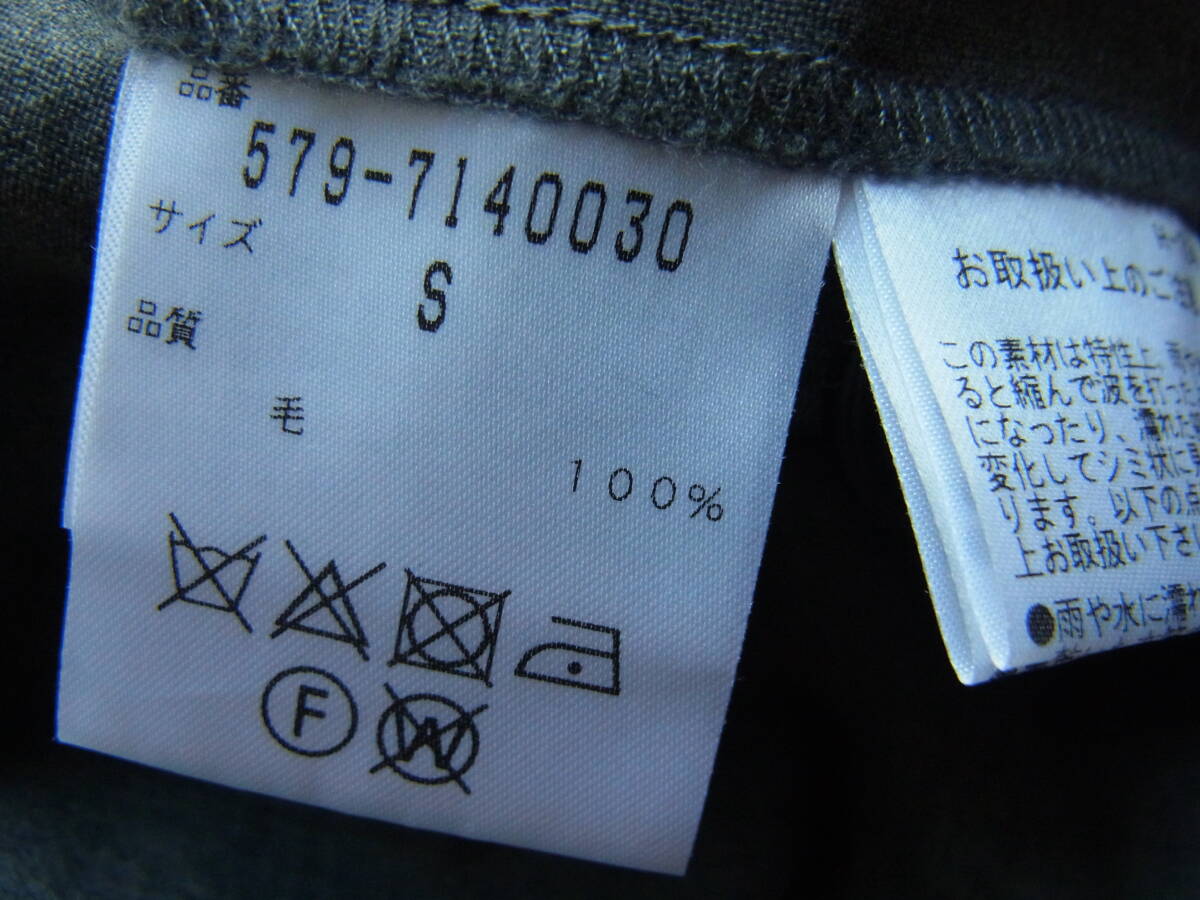 品番
579-7140030
サイズ
S
品質
毛
100%
F
W
お取扱い上のご
この素材は特性上、
ると縮んで波を打った
になったり、濡れた
変化してシミ状に
ります。以下の点
上お取扱い下さい
●雨や水に濡れ